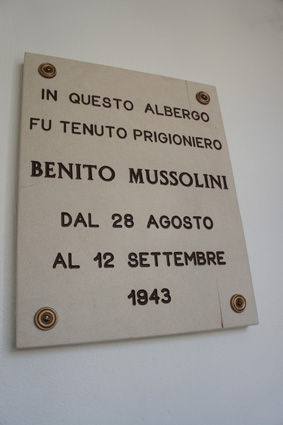 IN QUESTO ALBERGO
FU TENUTO PRIGIONIERO
BENITO MUSSOLINI
DAL 28 AGOSTO
AL 12 SETTEMBRE
1943